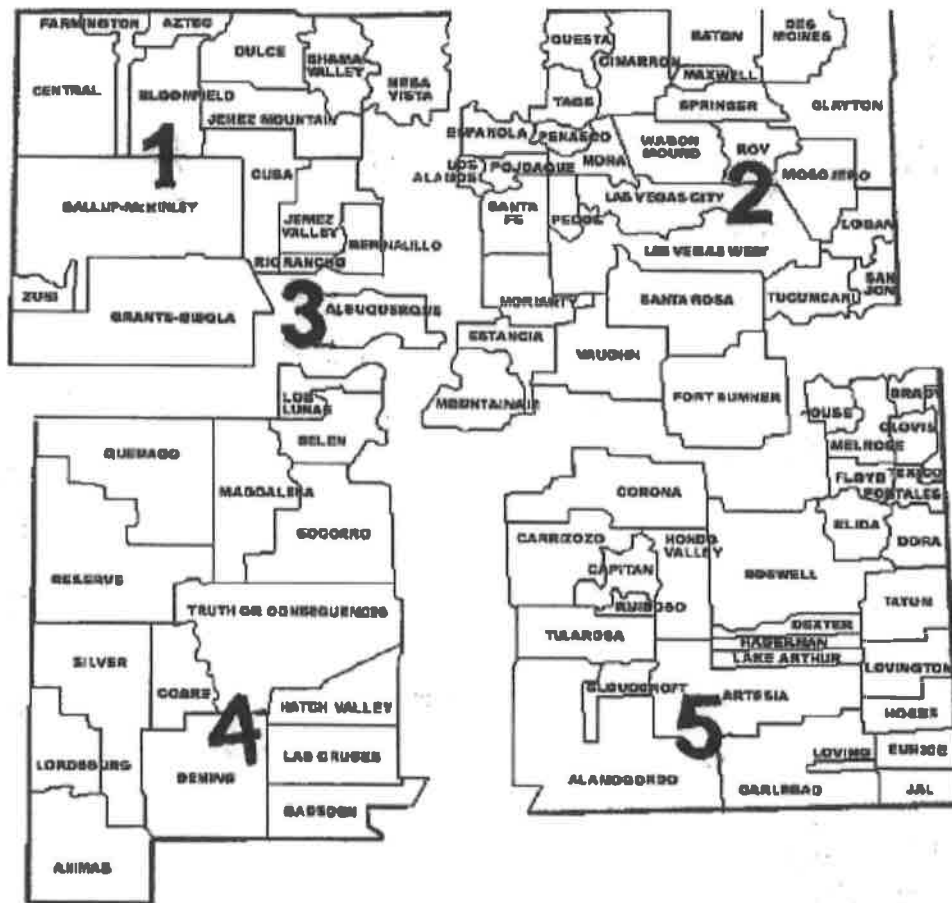 FARMINGTON
AZTEC
DULCE
CHAMA
VALLEY
MESA
VISTA
CENTRAL
BLOOMFIELD
JEMEZ MOUNTAIN
1
CUBA
GALLUP-McKINLEY
JEMEZ
VALLEY
BERNALILLO
RIO RANCHO
ZUNI
GRANTS-CIBOLA
3
ALBUQUERQUE
QUESTA
CIMARRON
RATON
DES
MOINES
MAXWELL
TAOS
SPRINGER
CLAYTON
ESPANOLA
PENASCO
WAGON
MOUND
ROY
LOS
ALAMOS
POJOAQUE
MORA
MOSQUERO
SANTA
FE
PECOS
LAS VEGAS CITY
2
LOGAN
LAS VEGAS WEST
SAN
JON
MORIARTY
SANTA ROSA
TUCUMCARI
ESTANCIA
VAUGHN
MOUNTAINAIR
FORT SUMNER
LOS
LUNAS
BELEN
QUEMADO
MAGDALENA
SOCORRO
RESERVE
TRUTH OR CONSEQUENCES
SILVER
COBRE
4
HATCH VALLEY
LORDSBURG
DEMING
LAS CRUCES
GADSDEN
ANIMAS
GRADY
HOUSE
CLOVIS
MELROSE
FLOYD
TEXICO
PORTALES
CORONA
ELIDA
DORA
CARRIZOZO
HONDO
VALLEY
CAPITAN
ROSWELL
RUIDOSO
TATUM
TULAROSA
DEXTER
HAGERMAN
LAKE ARTHUR
LOVINGTON
CLOUDCROFT
5
ARTESIA
HOBBS
LOVING
EUNICE
ALAMOGORDO
CARLSBAD
JAL